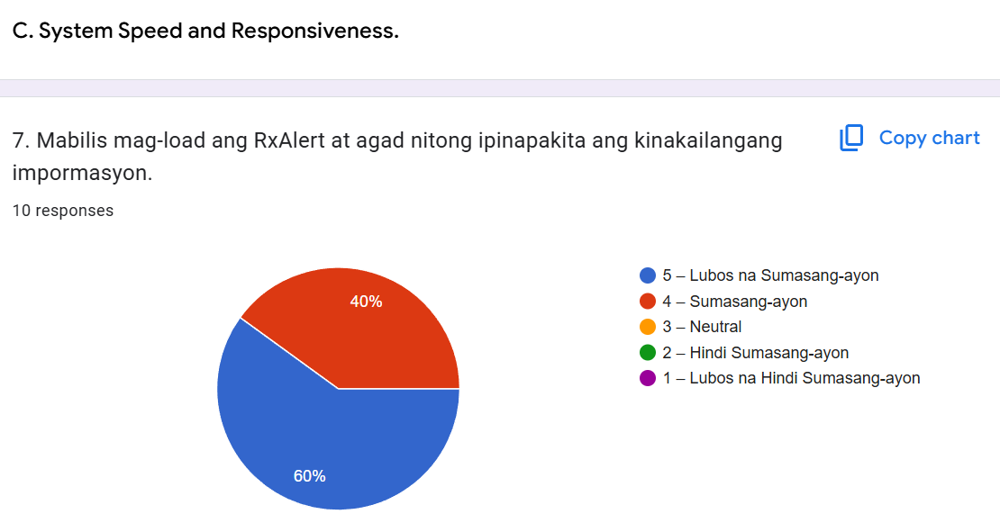 C. System Speed and Responsiveness.
7. Mabilis mag-load ang RxAlert at agad nitong ipinapakita ang kinakailangang
impormasyon.
Copy chart
10 responses
40%
60%
5 – Lubos na Sumasang-ayon
4 – Sumasang-ayon
3 – Neutral
2 – Hindi Sumasang-ayon
1 – Lubos na Hindi Sumasang-ayon